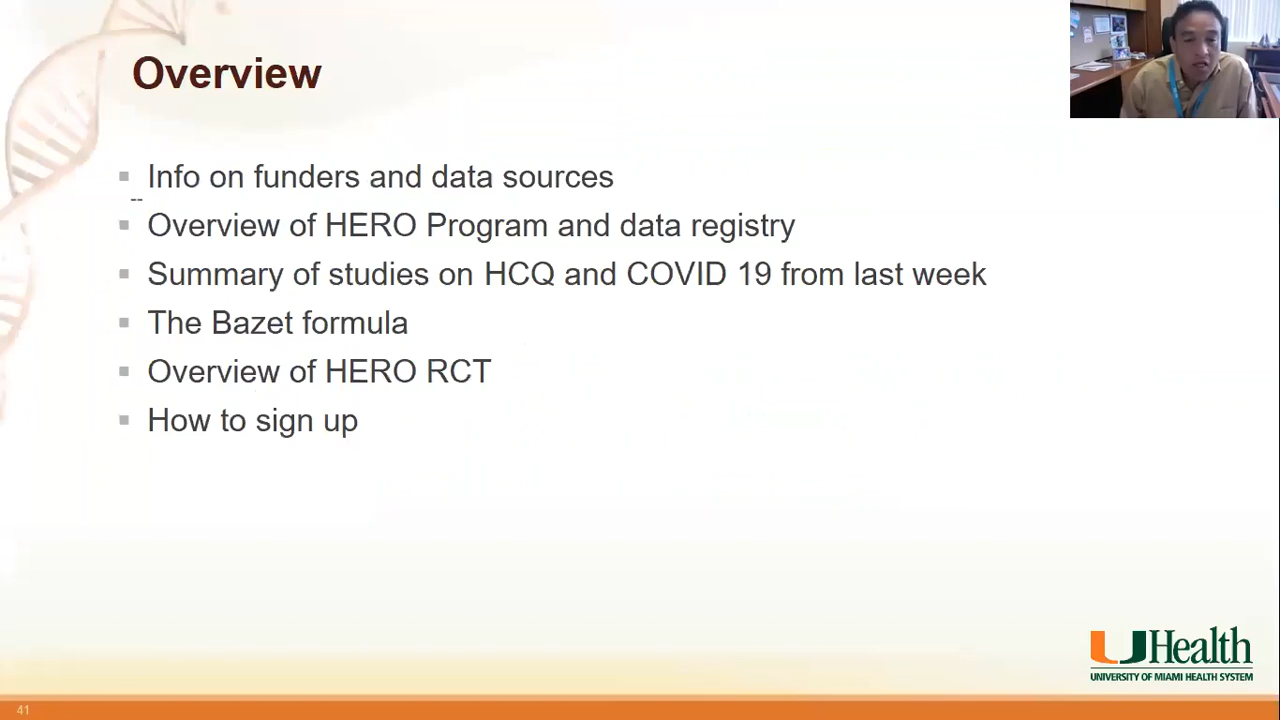 Overview
Info on funders and data sources
--
Overview of HERO Program and data registry
Summary of studies on HCQ and COVID 19 from last week
The Bazet formula
Overview of HERO RCT
How to sign up
UHealth
UNIVERSITY OF MIAMI HEALTH SYSTEM
41